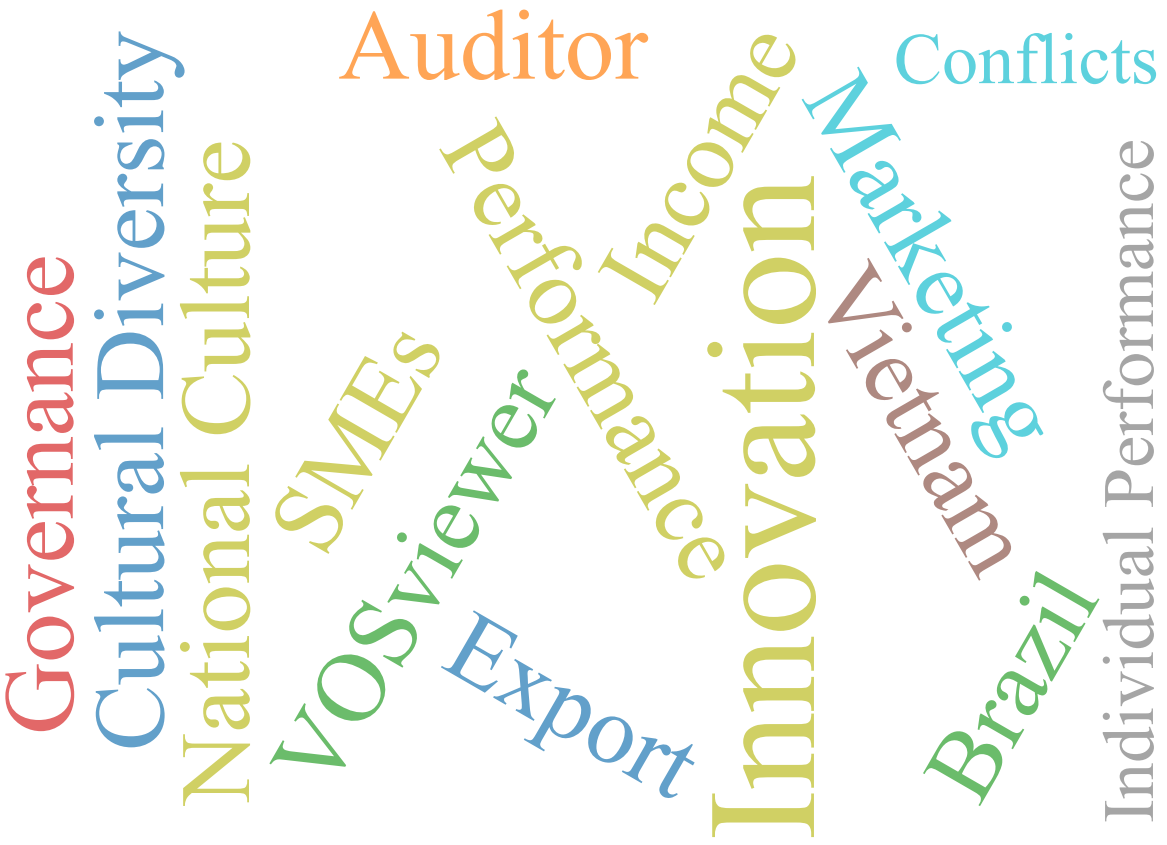 Auditor
Conflicts
Income
Marketing
Cultural Diversity
National Culture
Governance
Performance
Innovation
Vietnam
Individual Performance
SMEs
VOSviewer
Export
Brazil